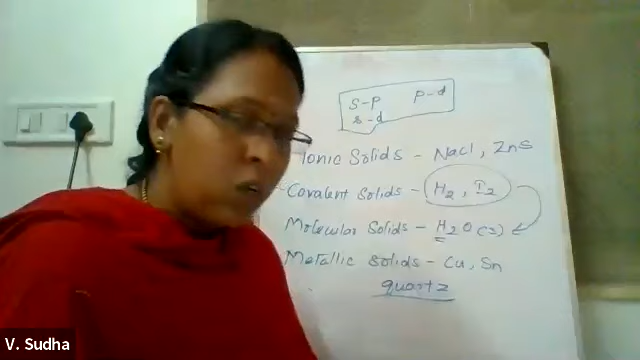 S-P P-d
s-d
Ionic Solids - Nacl, ZnS
Covalent Solids - H2, I2
Molecular Solids - H2O (s)
Metallic Solids - Cu, Sn
quartz
V. Sudha